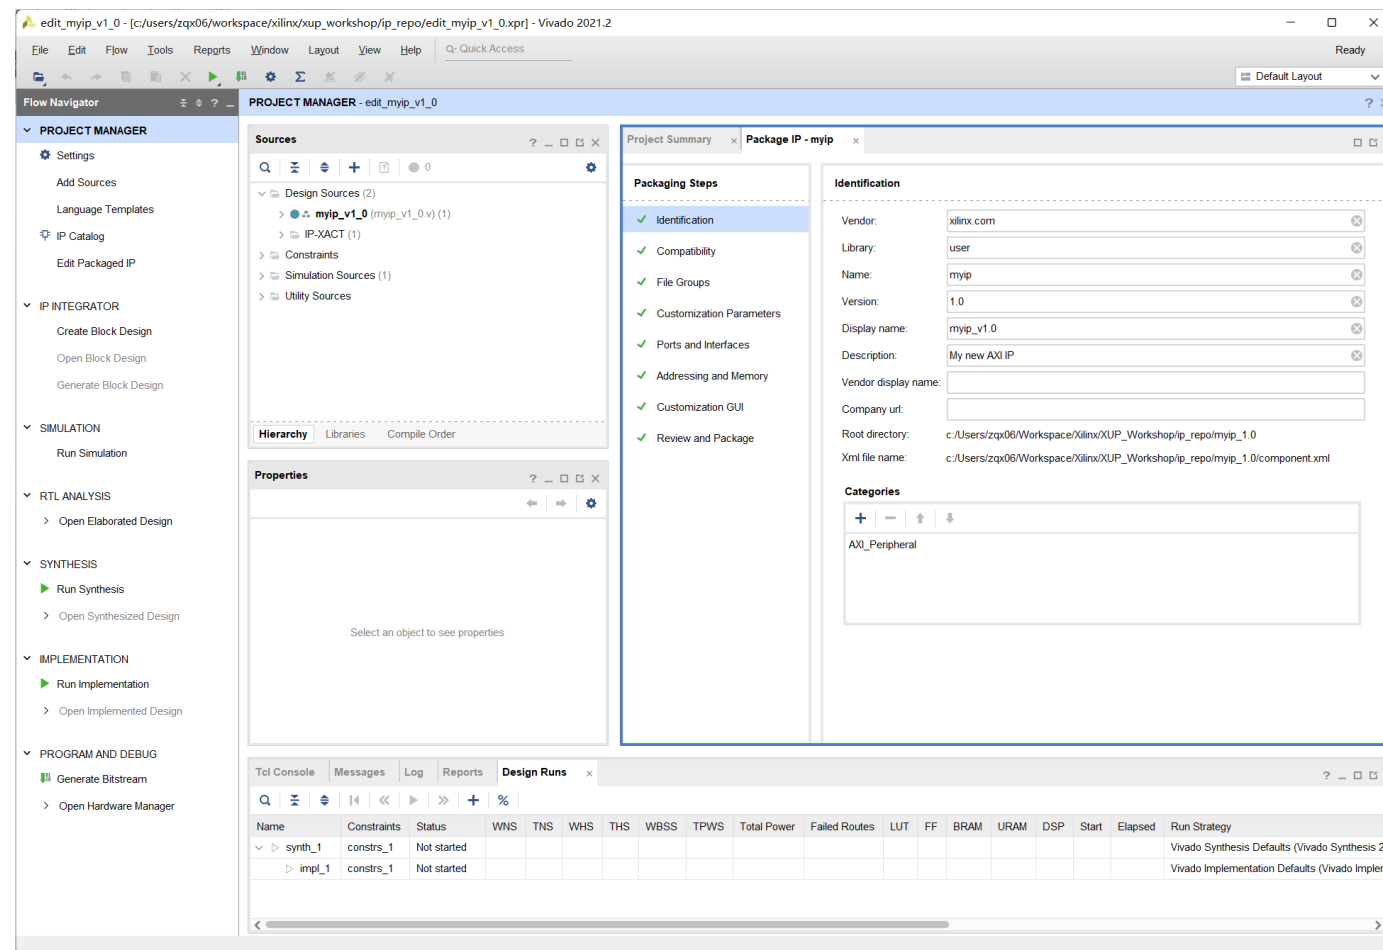 edit_myip_v1_0 - [c:/users/zqx06/workspace/xilinx/xup_workshop/ip_repo/edit_myip_v1_0.xpr] - Vivado 2021.2
File Edit Flow Tools Reports Window Layout View Help Quick Access Ready
Default Layout
Flow Navigator
PROJECT MANAGER
Settings
Add Sources
Language Templates
IP Catalog
Edit Packaged IP
IP INTEGRATOR
Create Block Design
Open Block Design
Generate Block Design
SIMULATION
Run Simulation
RTL ANALYSIS
Open Elaborated Design
SYNTHESIS
Run Synthesis
Open Synthesized Design
IMPLEMENTATION
Run Implementation
Open Implemented Design
PROGRAM AND DEBUG
Generate Bitstream
Open Hardware Manager
PROJECT MANAGER - edit_myip_v1_0
Sources
0
Design Sources (2)
myip_v1_0 (myip_v1_0.v) (1)
IP-XACT (1)
Constraints
Simulation Sources (1)
Utility Sources
Hierarchy Libraries Compile Order
Properties
Select an object to see properties
Project Summary Package IP - myip
Packaging Steps
Identification
Compatibility
File Groups
Customization Parameters
Ports and Interfaces
Addressing and Memory
Customization GUI
Review and Package
Identification
Vendor: xilinx.com
Library: user
Name: myip
Version: 1.0
Display name: myip_v1.0
Description: My new AXI IP
Vendor display name:
Company url:
Root directory: c:/Users/zqx06/Workspace/Xilinx/XUP_Workshop/ip_repo/myip_1.0
Xml file name: c:/Users/zqx06/Workspace/Xilinx/XUP_Workshop/ip_repo/myip_1.0/component.xml
Categories
AXI_Peripheral
Tcl Console Messages Log Reports Design Runs
%
Name Constraints Status WNS TNS WHS THS WBSS TPWS Total Power Failed Routes LUT FF BRAM URAM DSP Start Elapsed Run Strategy
synth_1 constrs_1 Not started Vivado Synthesis Defaults (Vivado Synthesis 2
impl_1 constrs_1 Not started Vivado Implementation Defaults (Vivado Impler